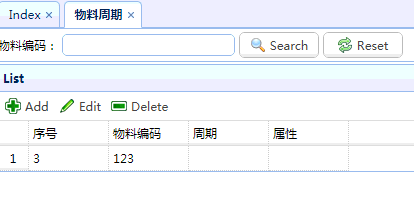 Index 物料周期
物料编码： Search Reset
List
Add Edit Delete
序号 物料编码 周期 属性
1 3 123